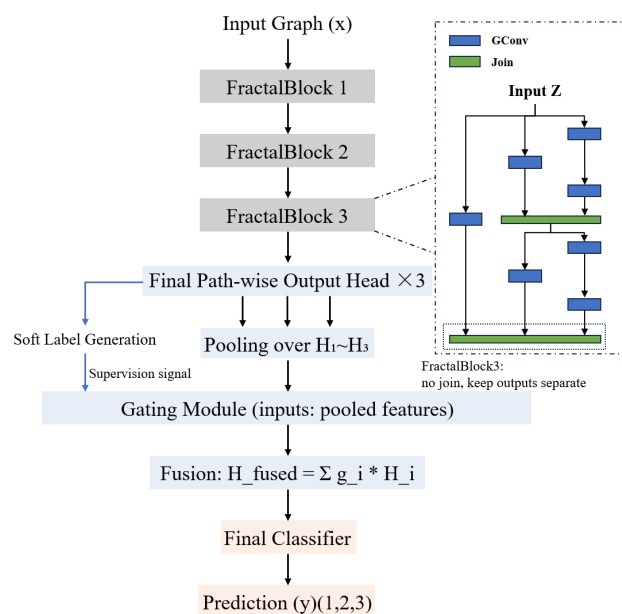 Input Graph (x)
FractalBlock 1
FractalBlock 2
FractalBlock 3
Final Path-wise Output Head ×3
Soft Label Generation
Pooling over H₁~H₃
Supervision signal
Gating Module (inputs: pooled features)
Fusion: H_fused = Σ g_i * H_i
Final Classifier
Prediction (y)(1,2,3)
GConv
Join
Input Z
FractalBlock3:
no join, keep outputs separate